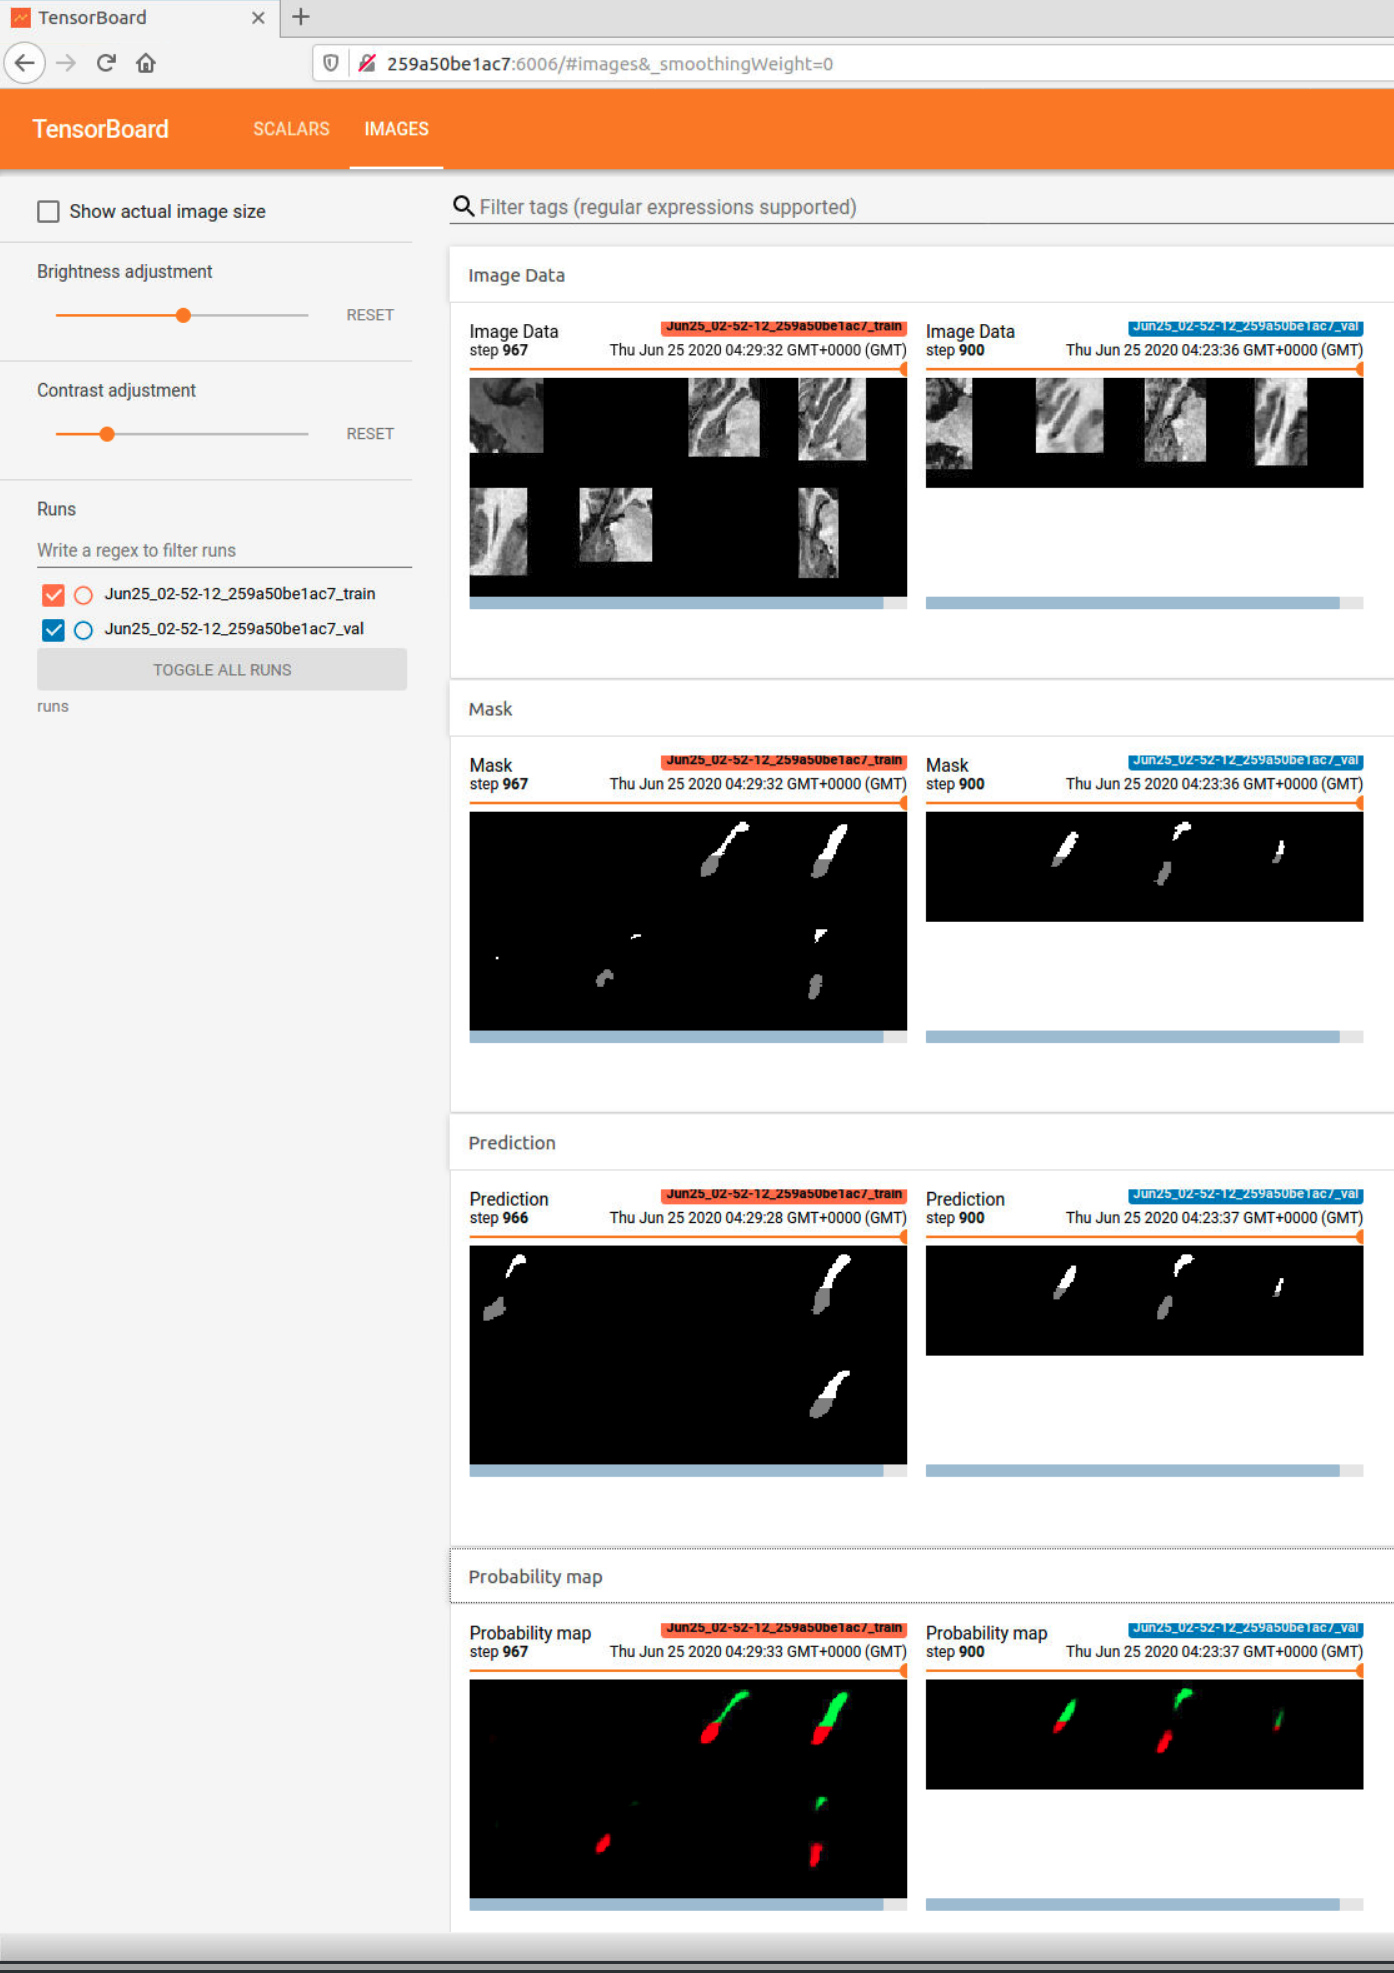 TensorBoard
259a50be1ac7:6006/#images&_smoothingWeight=0
TensorBoard SCALARS IMAGES
Show actual image size
Brightness adjustment
RESET
Contrast adjustment
RESET
Runs
Write a regex to filter runs
Jun25_02-52-12_259a50be1ac7_train
Jun25_02-52-12_259a50be1ac7_val
TOGGLE ALL RUNS
runs
Filter tags (regular expressions supported)
Image Data
Image Data Jun25_02-52-12_259a50be1ac7_train
step 967 Thu Jun 25 2020 04:29:32 GMT+0000 (GMT)
Image Data Jun25_02-52-12_259a50be1ac7_val
step 900 Thu Jun 25 2020 04:23:36 GMT+0000 (GMT)
Mask
Mask Jun25_02-52-12_259a50be1ac7_train
step 967 Thu Jun 25 2020 04:29:32 GMT+0000 (GMT)
Mask Jun25_02-52-12_259a50be1ac7_val
step 900 Thu Jun 25 2020 04:23:36 GMT+0000 (GMT)
Prediction
Prediction Jun25_02-52-12_259a50be1ac7_train
step 966 Thu Jun 25 2020 04:29:28 GMT+0000 (GMT)
Prediction Jun25_02-52-12_259a50be1ac7_val
step 900 Thu Jun 25 2020 04:23:37 GMT+0000 (GMT)
Probability map
Probability map Jun25_02-52-12_259a50be1ac7_train
step 967 Thu Jun 25 2020 04:29:33 GMT+0000 (GMT)
Probability map Jun25_02-52-12_259a50be1ac7_val
step 900 Thu Jun 25 2020 04:23:37 GMT+0000 (GMT)